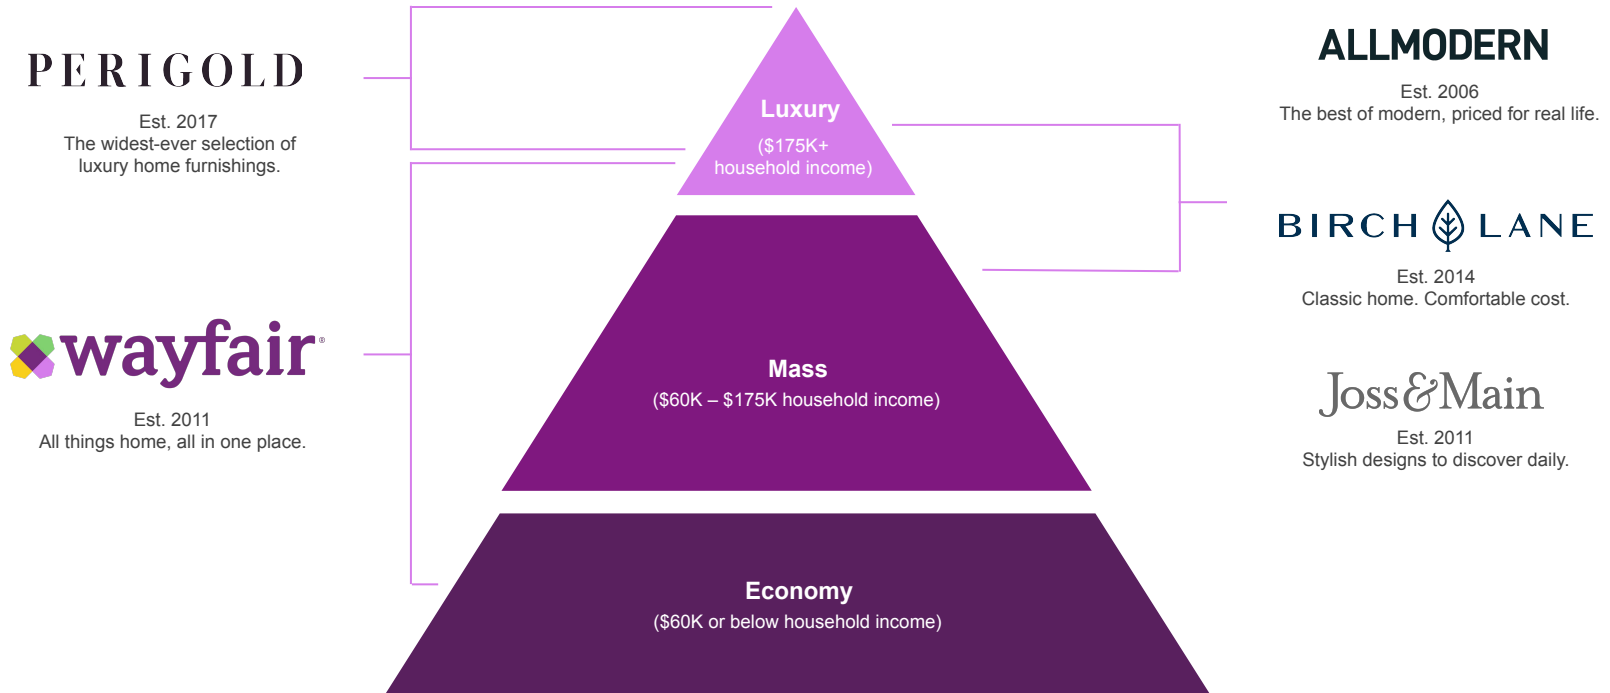 PERIGOLD
Est. 2017
The widest-ever selection of
luxury home furnishings.
wayfair®
Est. 2011
All things home, all in one place.
Luxury
($175K+
household income)
Mass
($60K – $175K household income)
Economy
($60K or below household income)
ALLMODERN
Est. 2006
The best of modern, priced for real life.
BIRCH LANE
Est. 2014
Classic home. Comfortable cost.
Joss&Main
Est. 2011
Stylish designs to discover daily.